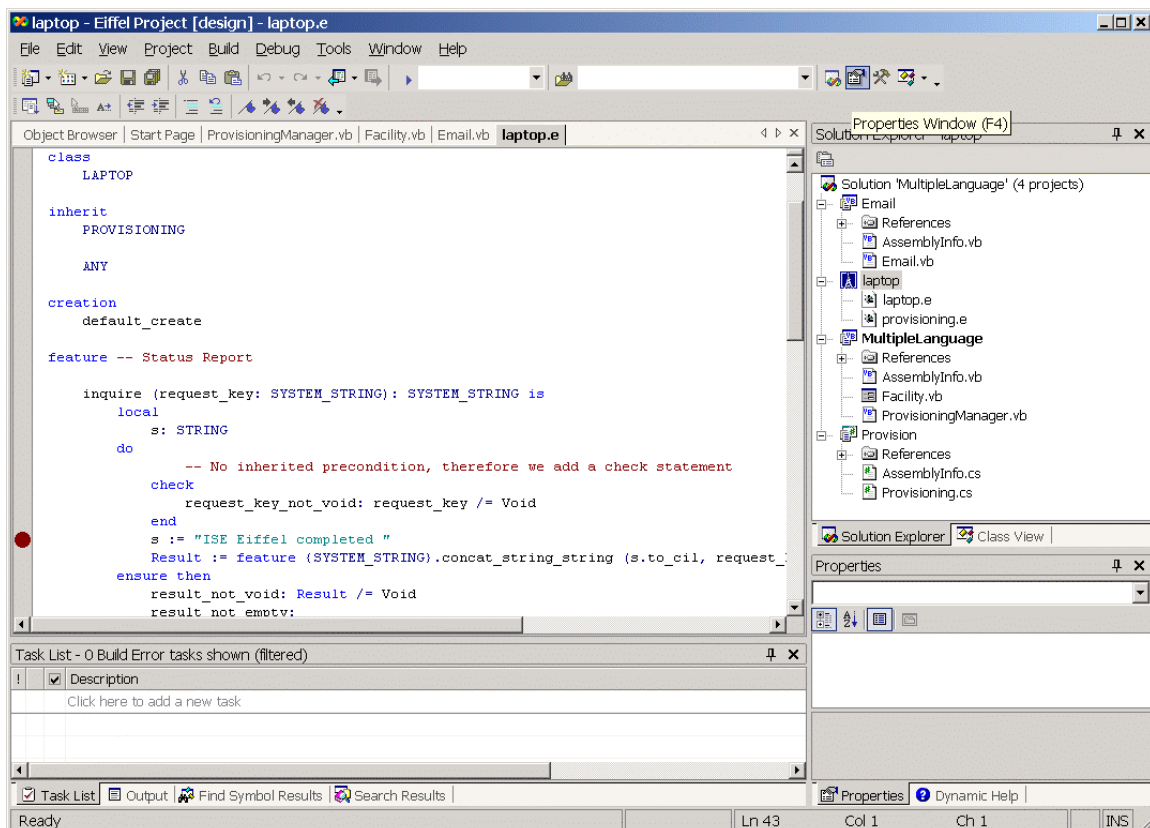 laptop - Eiffel Project [design] - laptop.e
File Edit View Project Build Debug Tools Window Help
Properties Window (F4)
Object Browser Start Page ProvisioningManager.vb Facility.vb Email.vb laptop.e
class
LAPTOP
inherit
PROVISIONING
ANY
creation
default_create
feature -- Status Report
inquire (request_key: SYSTEM_STRING): SYSTEM_STRING is
local
s: STRING
do
-- No inherited precondition, therefore we add a check statement
check
request_key_not_void: request_key /= Void
end
s := "ISE Eiffel completed "
Result := feature {SYSTEM_STRING}.concat_string_string (s.to_cil, request_
ensure then
result_not_void: Result /= Void
result_not_empty:
Solution Explorer - laptop
Solution 'MultipleLanguage' (4 projects)
Email
References
AssemblyInfo.vb
Email.vb
laptop
laptop.e
provisioning.e
MultipleLanguage
References
AssemblyInfo.vb
Facility.vb
ProvisioningManager.vb
Provision
References
AssemblyInfo.cs
Provisioning.cs
Solution Explorer Class View
Properties
Task List - 0 Build Error tasks shown (filtered)
! Description
Click here to add a new task
Task List Output Find Symbol Results Search Results
Properties Dynamic Help
Ready Ln 43 Col 1 Ch 1 INS